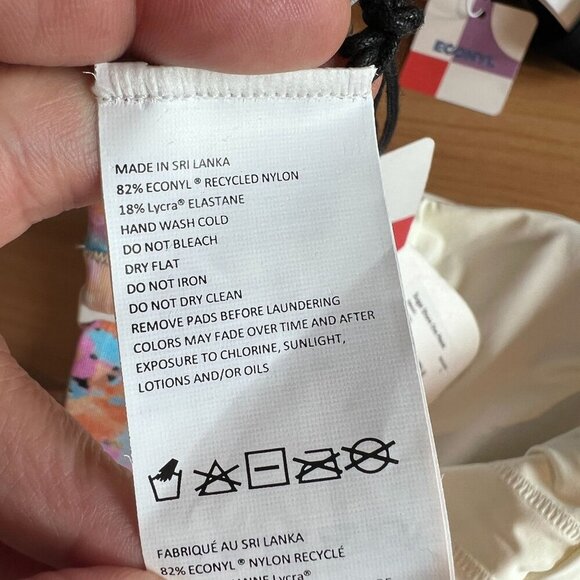 ECONYL
MADE IN SRI LANKA
82% ECONYL® RECYCLED NYLON
18% Lycra® ELASTANE
HAND WASH COLD
DO NOT BLEACH
DRY FLAT
DO NOT IRON
DO NOT DRY CLEAN
REMOVE PADS BEFORE LAUNDERING
COLORS MAY FADE OVER TIME AND AFTER
EXPOSURE TO CHLORINE, SUNLIGHT,
LOTIONS AND/OR OILS
FABRIQUÉ AU SRI LANKA
82% ECONYL® NYLON RECYCLÉ
Lycra®